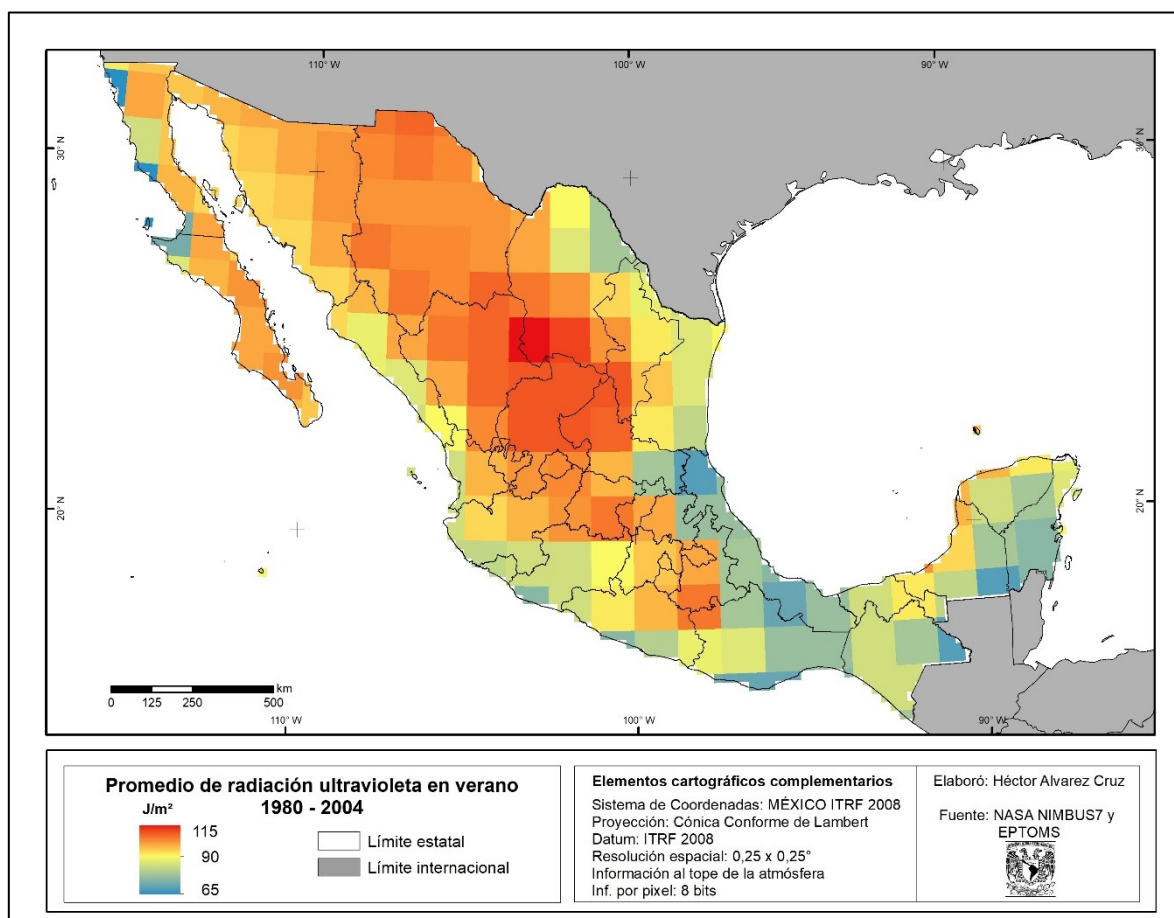 110° W
100° W
90° W
30° N
30° N
20° N
20° N
km
0 125 250 500
110° W
100° W
90° W
Promedio de radiación ultravioleta en verano
1980 - 2004
J/m²
115
90
65
Límite estatal
Límite internacional
Elementos cartográficos complementarios
Sistema de Coordenadas: MÉXICO ITRF 2008
Proyección: Cónica Conforme de Lambert
Datum: ITRF 2008
Resolución espacial: 0,25 x 0,25°
Información al tope de la atmósfera
Inf. por pixel: 8 bits
Elaboró: Héctor Alvarez Cruz
Fuente: NASA NIMBUS7 y
EPTOMS